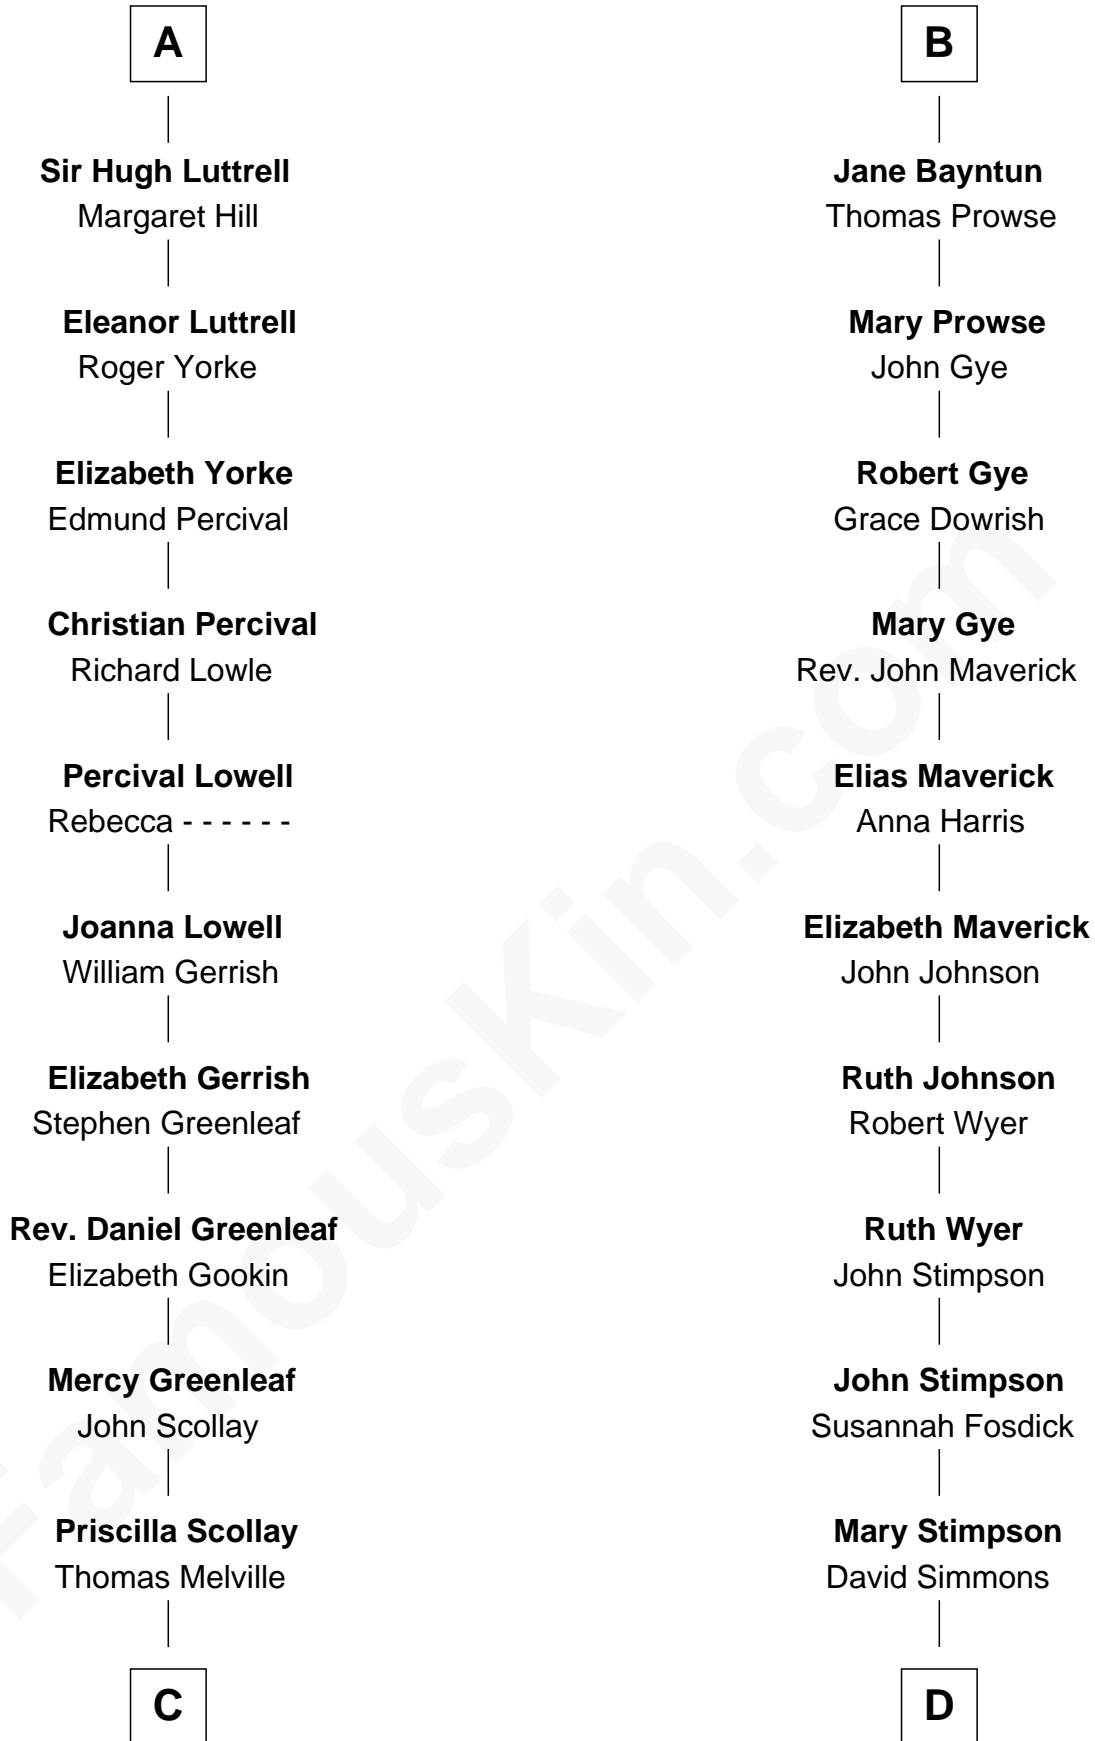 A
Sir Hugh Luttrell
Margaret Hill
Eleanor Luttrell
Roger Yorke
Elizabeth Yorke
Edmund Percival
Christian Percival
Richard Lowle
Percival Lowell
Rebecca - - - - - -
Joanna Lowell
William Gerrish
Elizabeth Gerrish
Stephen Greenleaf
Rev. Daniel Greenleaf
Elizabeth Gookin
Mercy Greenleaf
John Scollay
Priscilla Scollay
Thomas Melville
C
B
Jane Bayntun
Thomas Prowse
Mary Prowse
John Gye
Robert Gye
Grace Dowrish
Mary Gye
Rev. John Maverick
Elias Maverick
Anna Harris
Elizabeth Maverick
John Johnson
Ruth Johnson
Robert Wyer
Ruth Wyer
John Stimpson
John Stimpson
Susannah Fosdick
Mary Stimpson
David Simmons
D
FamousKin.com